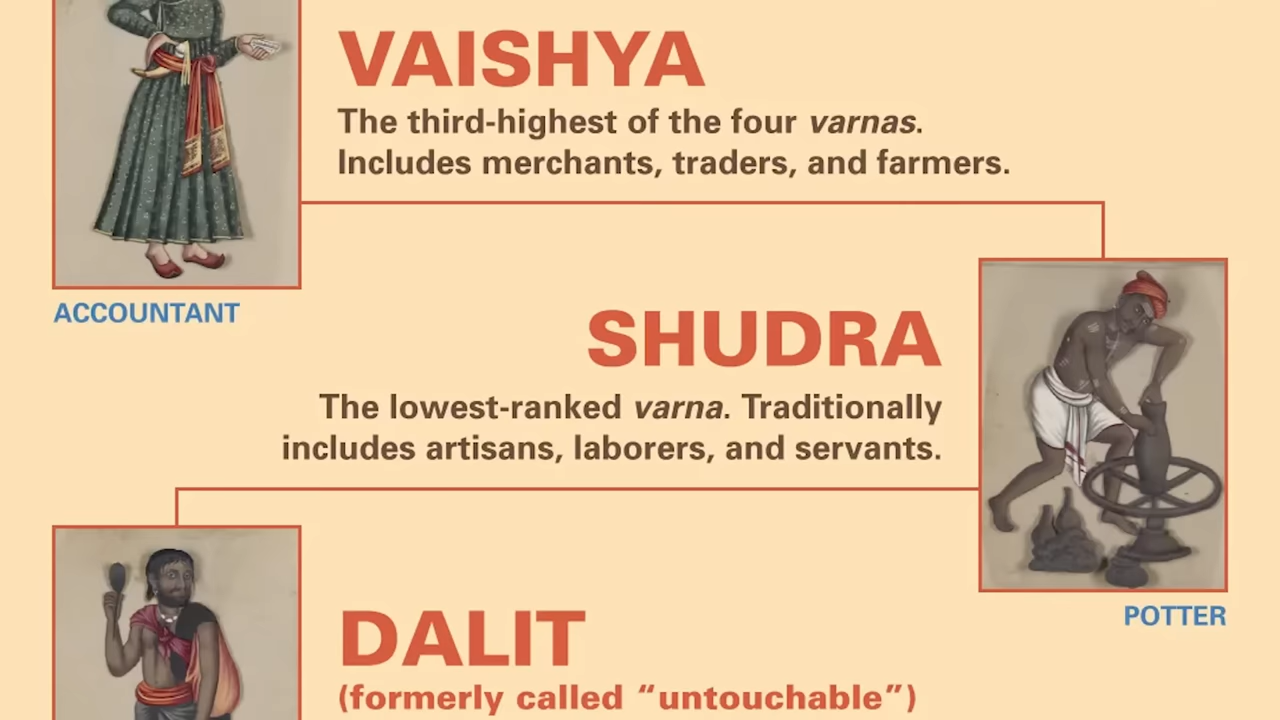 VAISHYA
The third-highest of the four varnas.
Includes merchants, traders, and farmers.
ACCOUNTANT
SHUDRA
The lowest-ranked varna. Traditionally
includes artisans, laborers, and servants.
POTTER
DALIT
(formerly called “untouchable”)